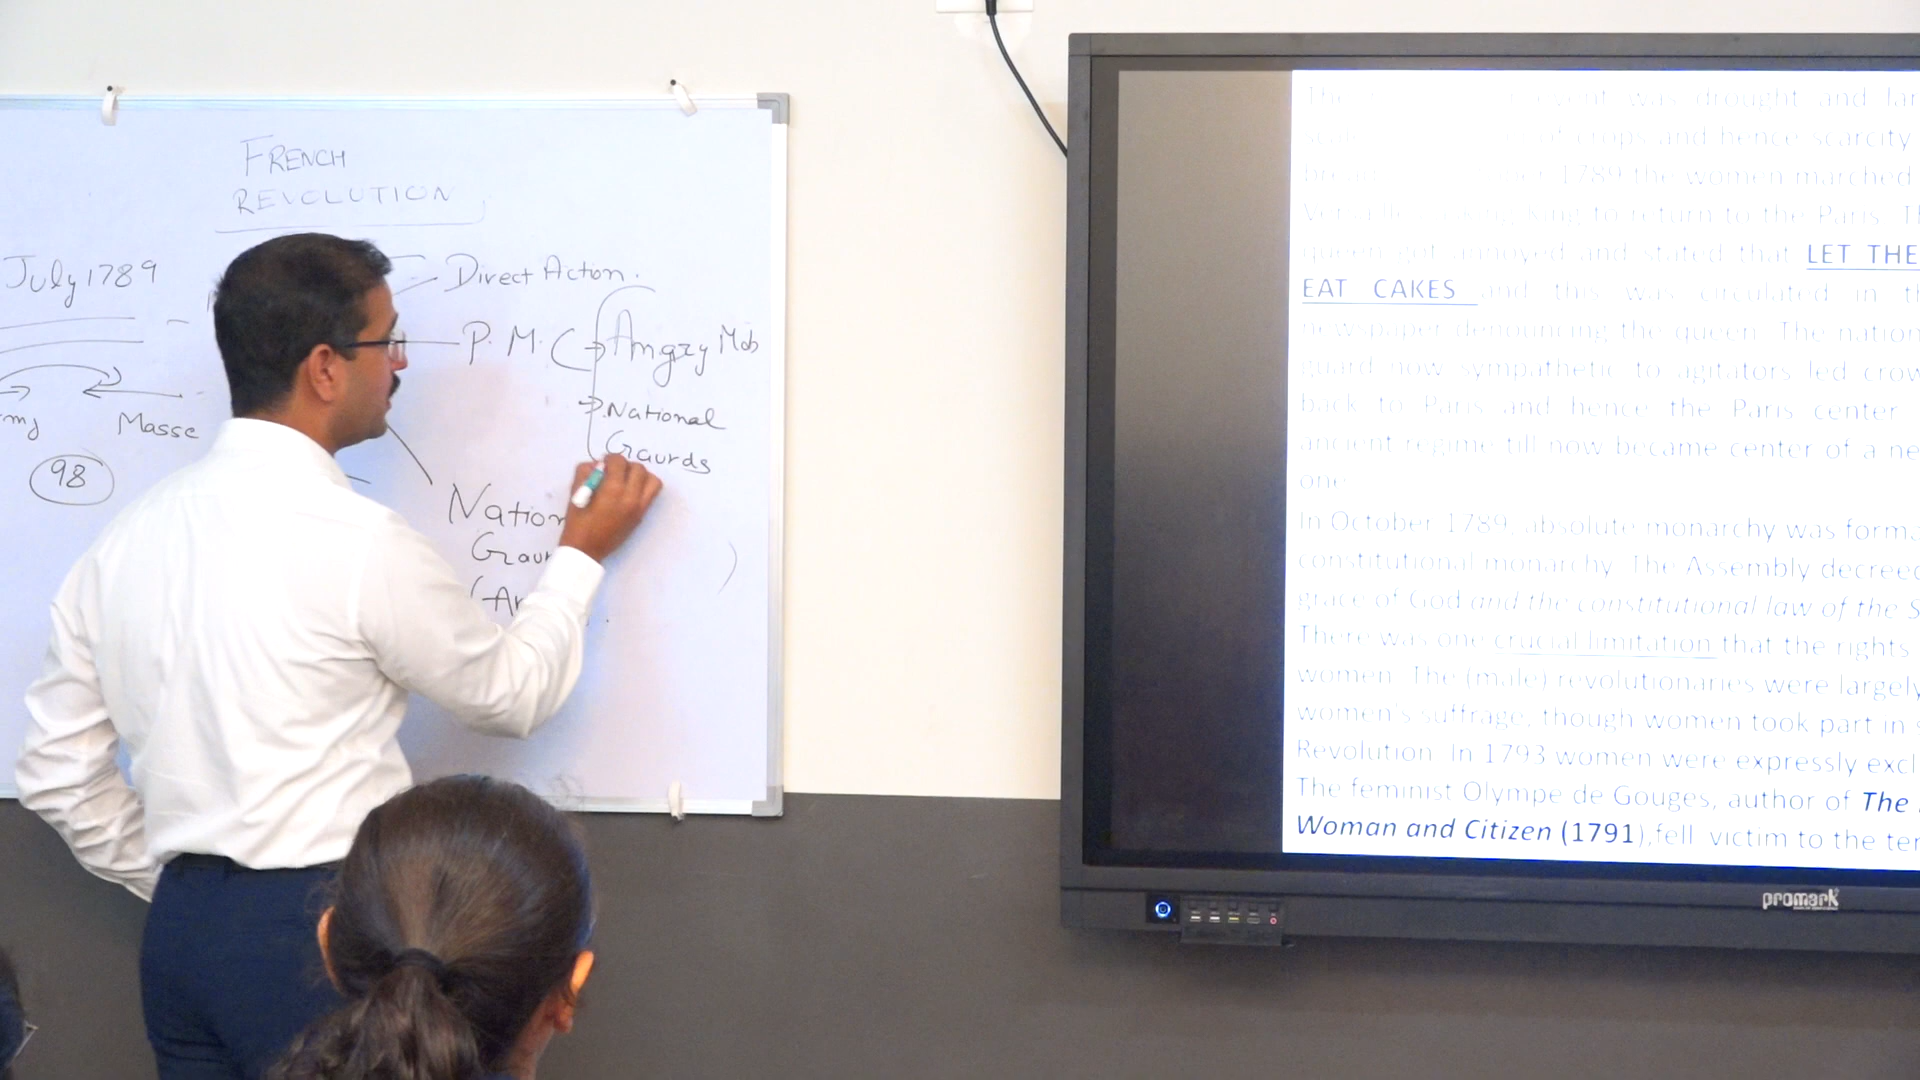 FRENCH
REVOLUTION
July 1789
Direct Action.
P. M. C
Angry Mob
National
Gaurds
Masse
98
drought and
crops and hence scarcity
1789 the women marched
king to return to the Paris.
queen got annoyed and stated that LET THE
EAT CAKES and this was circulated in
newspaper denouncing the queen. The nation
guard now sympathetic to agitators led crow
back to Paris and hence the Paris center
ancient regime till now became center of a ne
one.
In October 1789, absolute monarchy was forma
constitutional monarchy. The Assembly decreed
grace of God and the constitutional law of the S
There was one crucial limitation that the rights
women. The (male) revolutionaries were largely
women's suffrage, though women took part in
Revolution. In 1793 women were expressly excl
The feminist Olympe de Gouges, author of The
Woman and Citizen (1791), fell victim to the ter
promark